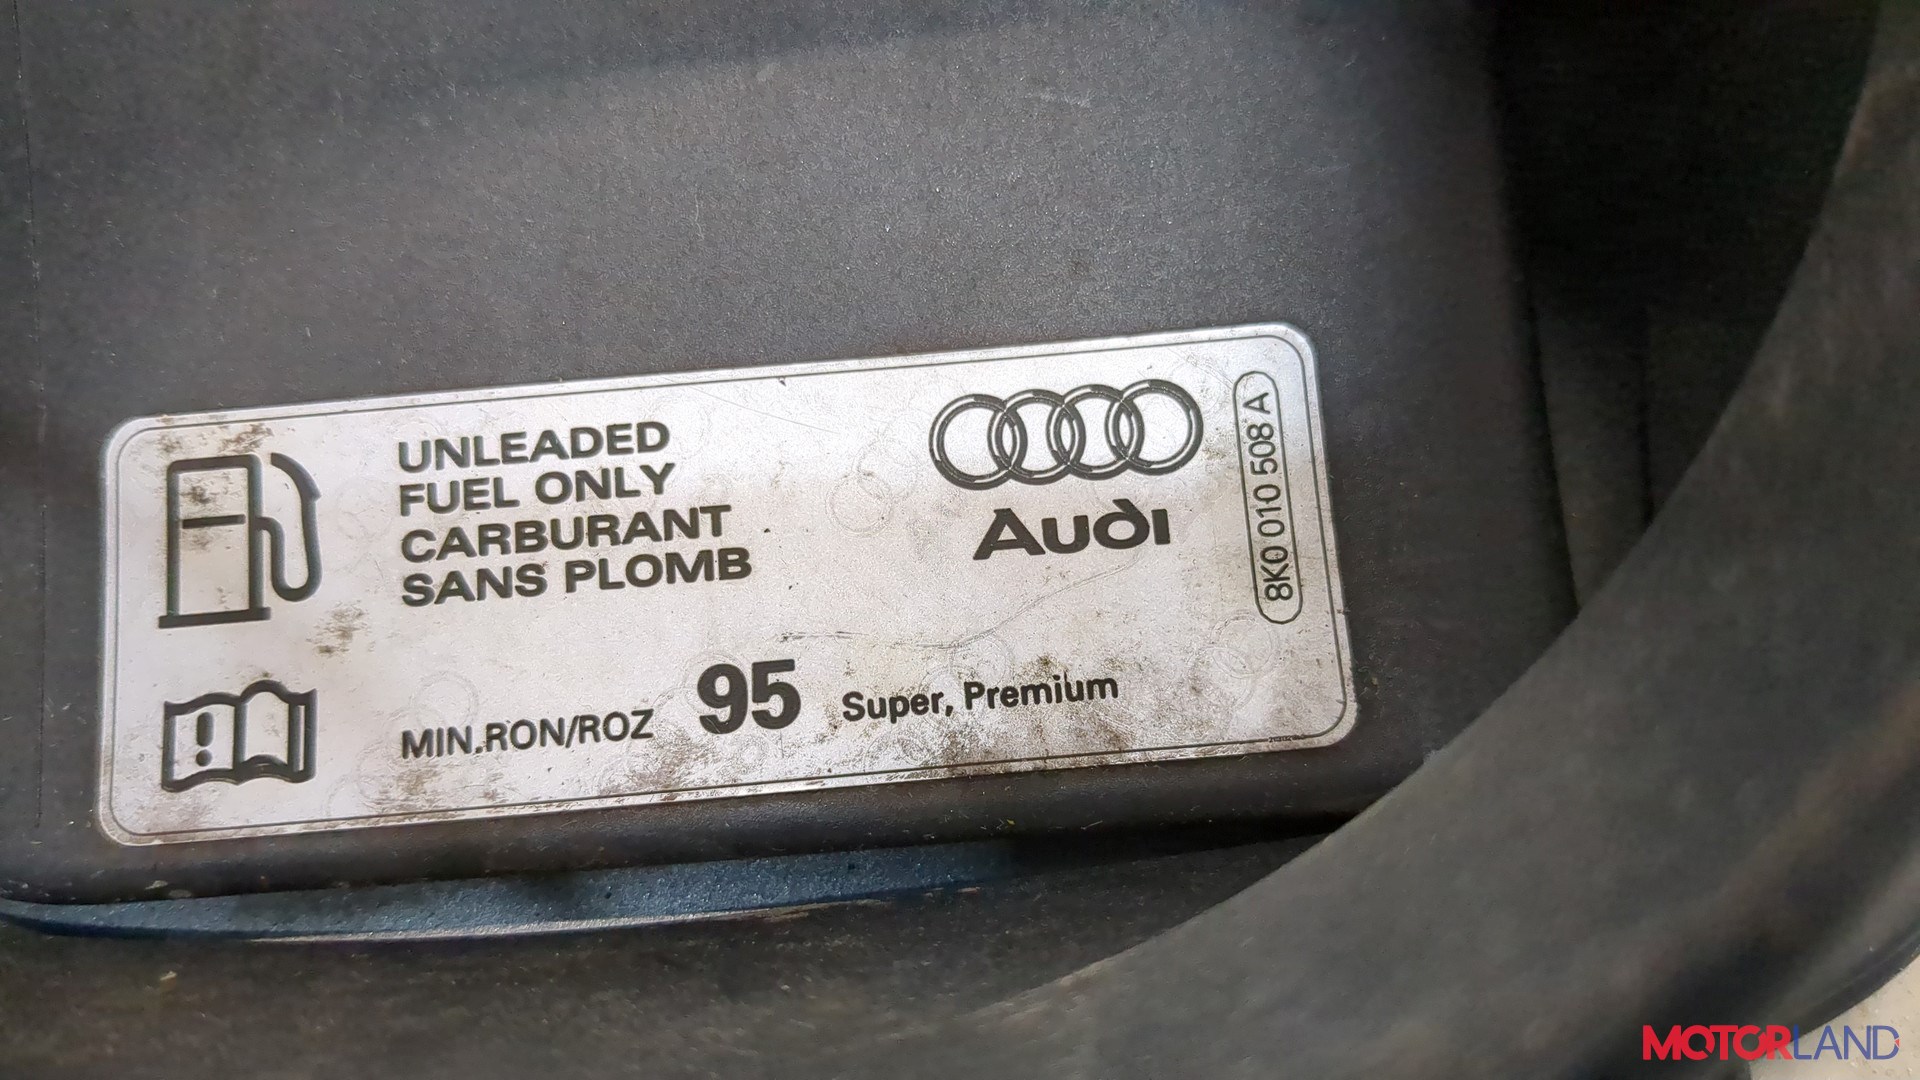 UNLEADED
FUEL ONLY
CARBURANT
SANS PLOMB
Audi
8K0 010 508 A
MIN.RON/ROZ 95 Super, Premium
MOTORLAND